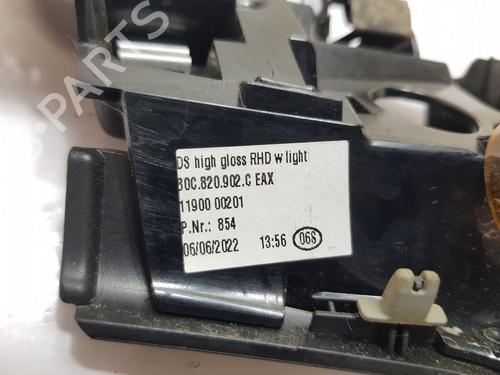 DS high gloss RHD w light
80C.820.902.C EAX
11900 00201
P.Nr.: 854
06/06/2022 13:56 06S
B-PARTS